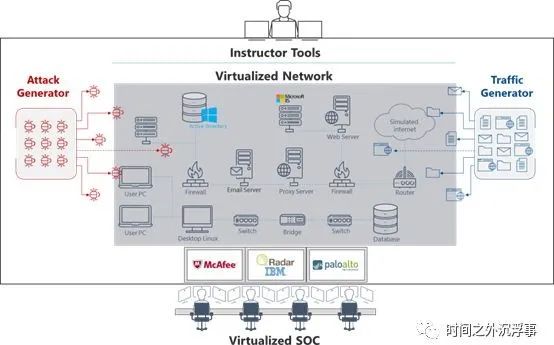 Instructor Tools
Attack
Generator
Virtualized Network
Traffic
Generator
Active Directory
Microsoft
IIS
Web Server
Simulated
internet
User PC
Firewall
Email Server
Proxy Server
Firewall
Router
User PC
Desktop Linux
Switch
Bridge
Switch
Database
McAfee
Radar
IBM
paloalto
Virtualized SOC
时间之外沉浮事